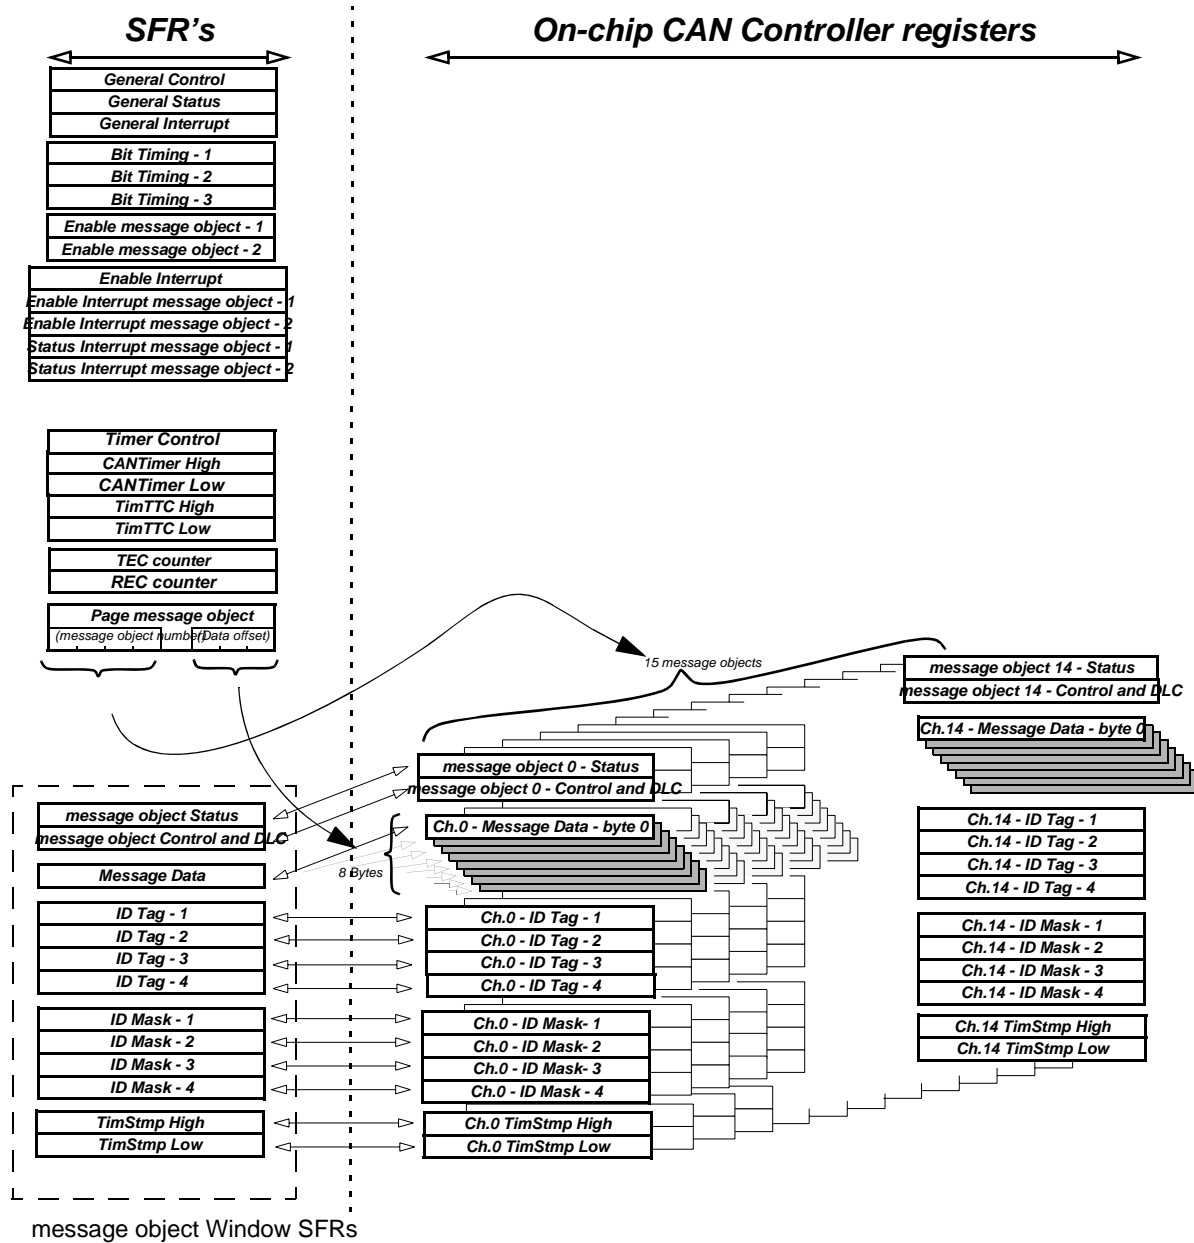 SFR's
On-chip CAN Controller registers
General Control
General Status
General Interrupt
Bit Timing - 1
Bit Timing - 2
Bit Timing - 3
Enable message object - 1
Enable message object - 2
Enable Interrupt
Enable Interrupt message object - 1
Enable Interrupt message object - 2
Status Interrupt message object - 1
Status Interrupt message object - 2
Timer Control
CANTimer High
CANTimer Low
TimTTC High
TimTTC Low
TEC counter
REC counter
Page message object
(message object number)
(Data offset)
15 message objects
message object 14 - Status
message object 14 - Control and DLC
Ch.14 - Message Data - byte 0
message object 0 - Status
message object 0 - Control and DLC
message object Status
message object Control and DLC
Ch.0 - Message Data - byte 0
8 Bytes
Message Data
Ch.14 - ID Tag - 1
Ch.14 - ID Tag - 2
Ch.14 - ID Tag - 3
Ch.14 - ID Tag - 4
ID Tag - 1
ID Tag - 2
ID Tag - 3
ID Tag - 4
Ch.0 - ID Tag - 1
Ch.0 - ID Tag - 2
Ch.0 - ID Tag - 3
Ch.0 - ID Tag - 4
Ch.14 - ID Mask - 1
Ch.14 - ID Mask - 2
Ch.14 - ID Mask - 3
Ch.14 - ID Mask - 4
ID Mask - 1
ID Mask - 2
ID Mask - 3
ID Mask - 4
Ch.0 - ID Mask- 1
Ch.0 - ID Mask- 2
Ch.0 - ID Mask- 3
Ch.0 - ID Mask - 4
Ch.14 TimStmp High
Ch.14 TimStmp Low
TimStmp High
TimStmp Low
Ch.0 TimStmp High
Ch.0 TimStmp Low
message object Window SFRs